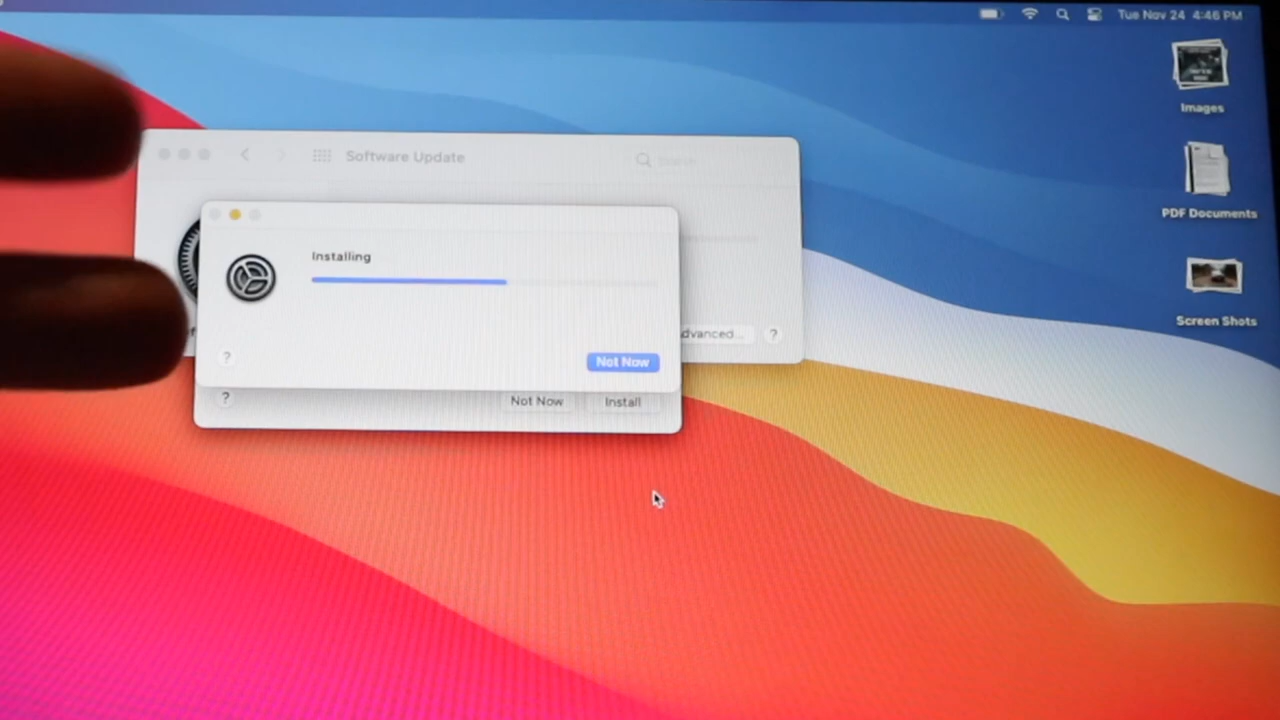 Tue Nov 24 4:46 PM
Images
PDF Documents
Screen Shots
Software Update
Search
Installing
dvanced...
?
?
Not Now
?
Not Now
Install